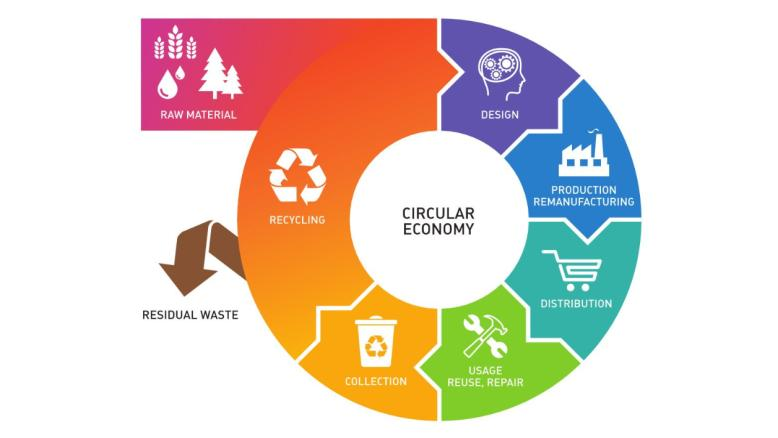 RAW MATERIAL
DESIGN
PRODUCTION
REMANUFACTURING
DISTRIBUTION
USAGE
REUSE, REPAIR
COLLECTION
RECYCLING
RESIDUAL WASTE
CIRCULAR
ECONOMY